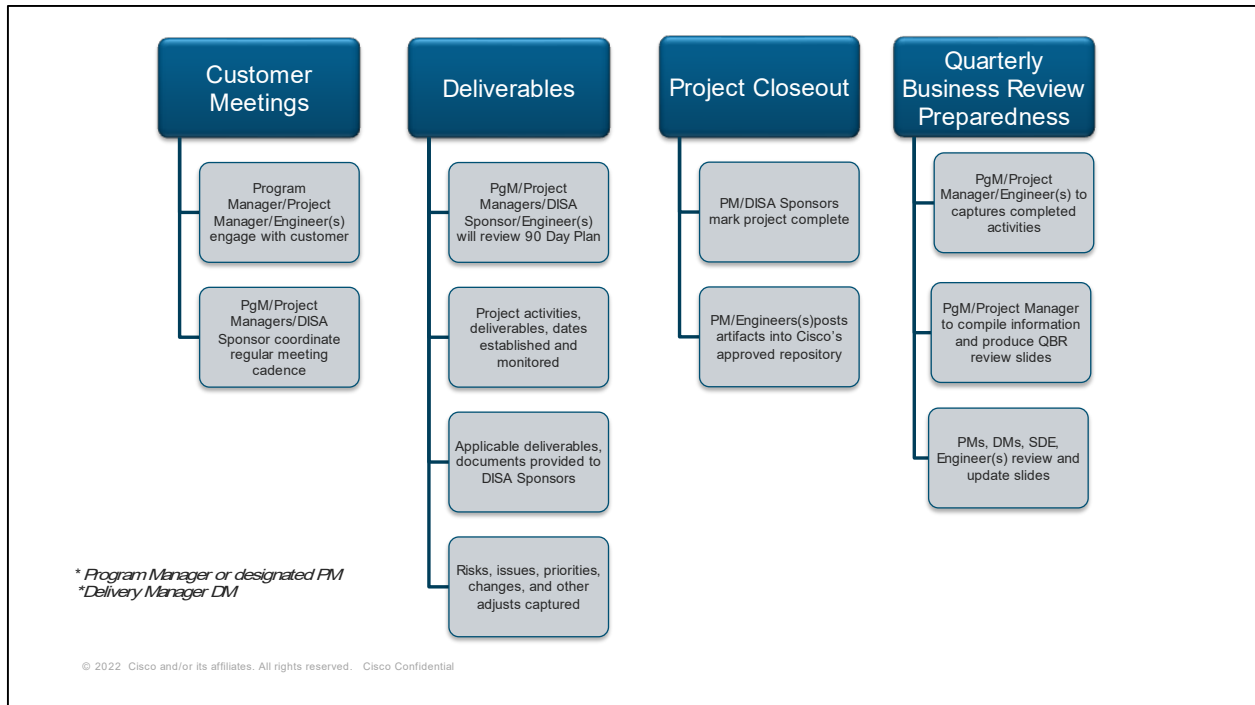 Customer
Meetings
Program
Manager/Project
Manager/Engineer(s)
engage with customer
PgM/Project
Managers/DISA
Sponsor coordinate
regular meeting
cadence
Deliverables
PgM/Project
Managers/DISA
Sponsor/Engineer(s)
will review 90 Day Plan
Project activities,
deliverables, dates
established and
monitored
Applicable deliverables,
documents provided to
DISA Sponsors
Risks, issues, priorities,
changes, and other
adjusts captured
Project Closeout
PM/DISA Sponsors
mark project complete
PM/Engineers(s)posts
artifacts into Cisco's
approved repository
Quarterly
Business Review
Preparedness
PgM/Project
Manager/Engineer(s) to
captures completed
activities
PgM/Project Manager
to compile information
and produce QBR
review slides
PMs, DMs, SDE,
Engineer(s) review and
update slides
* Program Manager or designated PM
*Delivery Manager DM
© 2022 Cisco and/or its affiliates. All rights reserved. Cisco Confidential